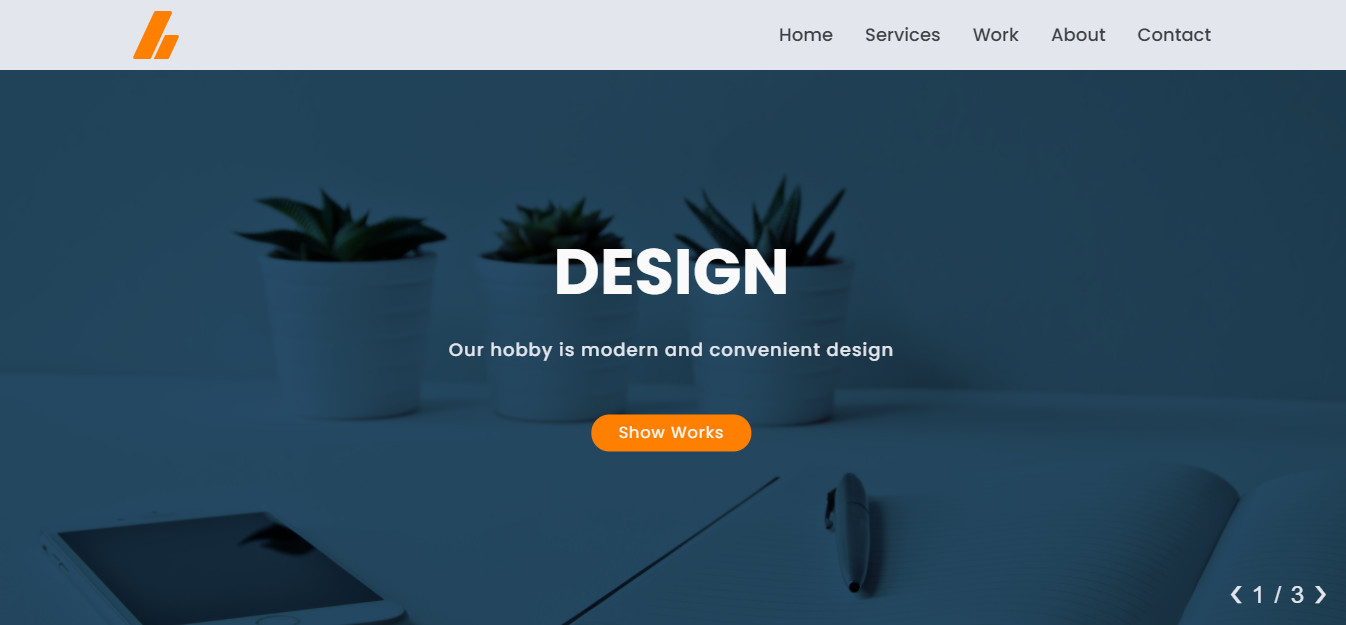 Home Services Work About Contact
DESIGN
Our hobby is modern and convenient design
Show Works
❮ 1 / 3 ❯